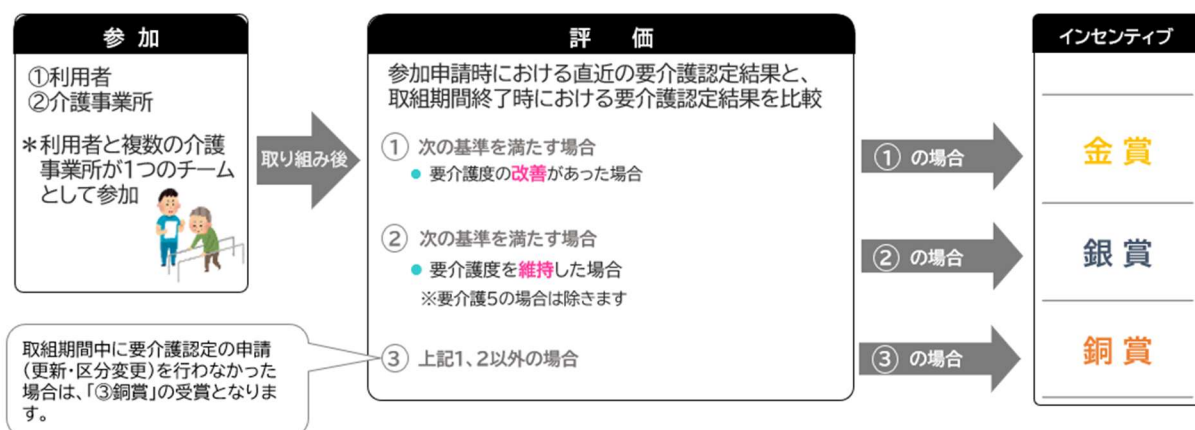 参加
①利用者
②介護事業所
＊利用者と複数の介護
事業所が1つのチーム
として参加
取り組み後
評価
参加申請時における直近の要介護認定結果と、
取組期間終了時における要介護認定結果を比較
① 次の基準を満たす場合
● 要介護度の改善があった場合
② 次の基準を満たす場合
● 要介護度を維持した場合
※要介護5の場合は除きます
③ 上記1、2以外の場合
取組期間中に要介護認定の申請
（更新・区分変更）を行わなかった
場合は、「③銅賞」の受賞となりま
す。
① の場合
② の場合
③ の場合
インセンティブ
金賞
銀賞
銅賞